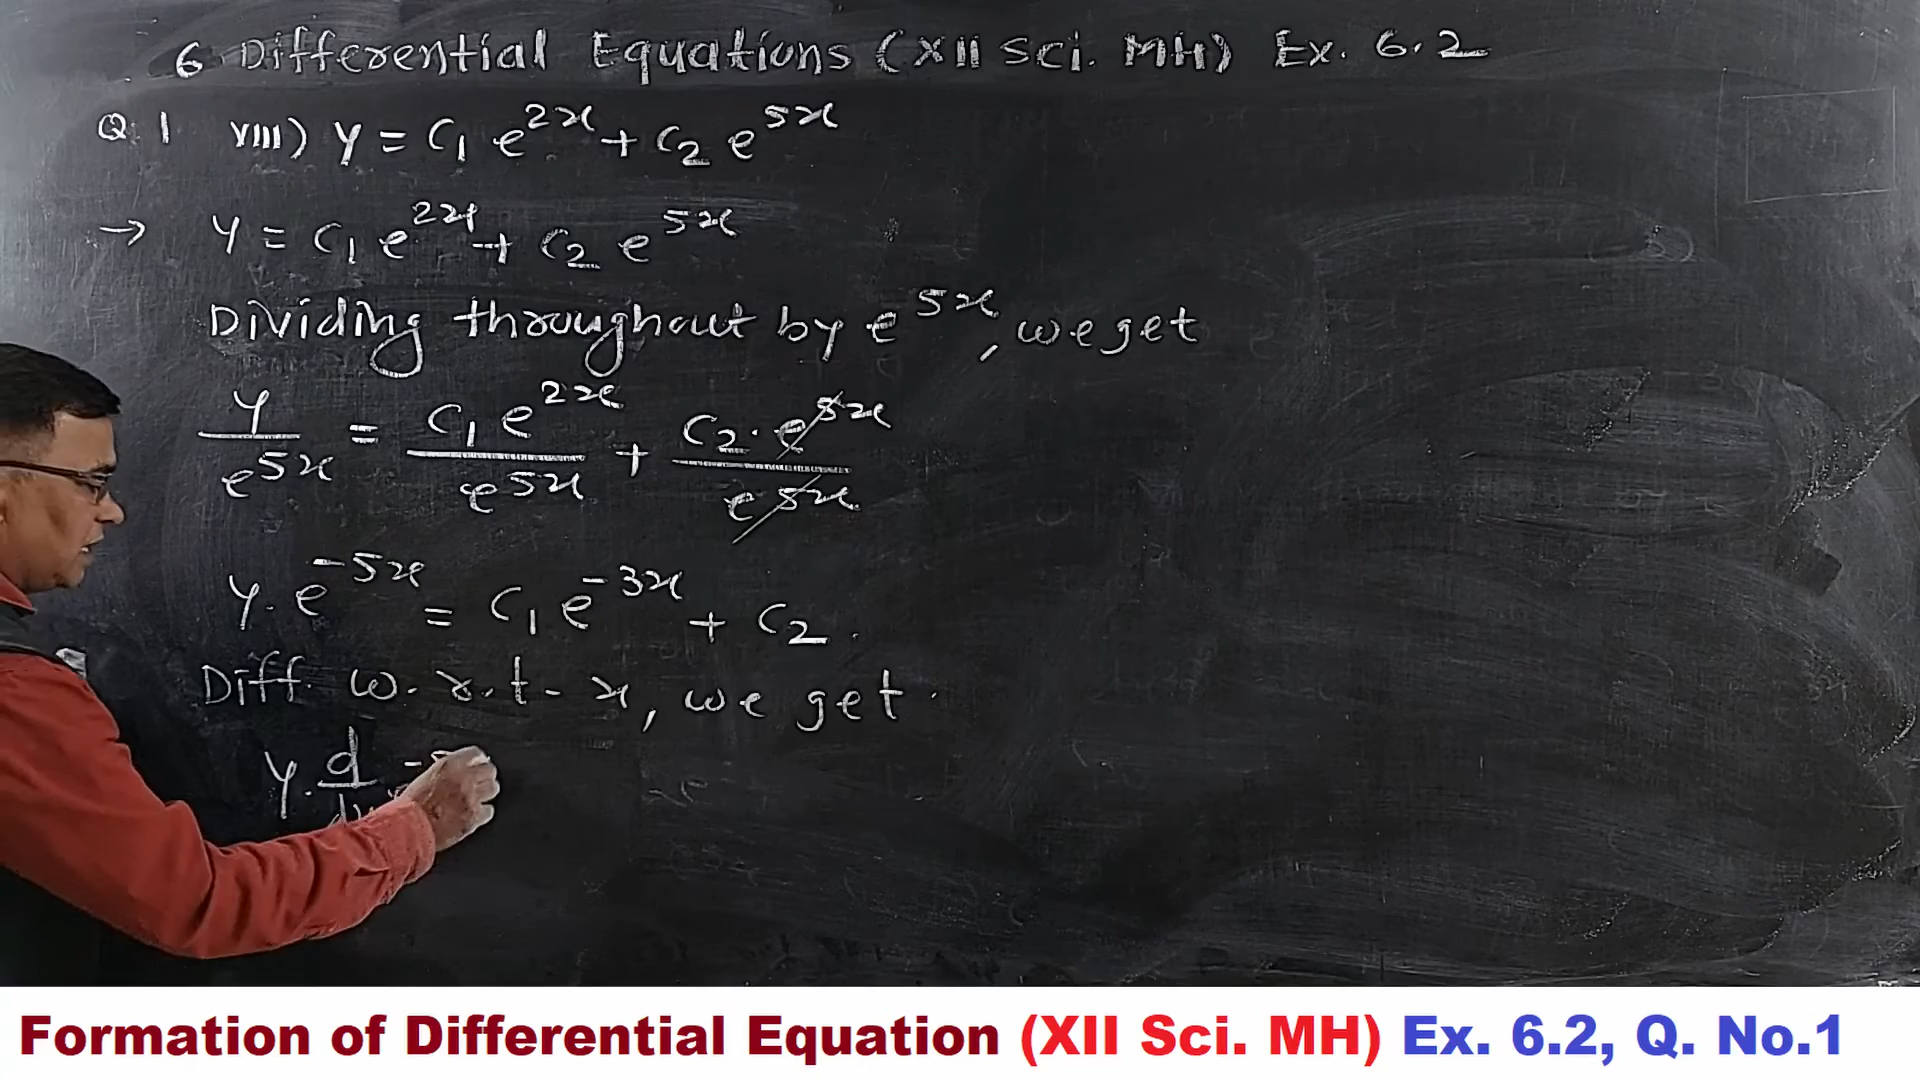 6 Differential Equations (XII Sci. MH) Ex. 6.2
Q. 1 VIII) y = c₁ e^2x + c₂ e^5x
→ y = c₁ e^2x + c₂ e^5x
Dividing throughout by e^5x, we get
y/e^5x = c₁ e^2x/e^5x + c₂ · e^5x/e^5x
y. e^-5x = c₁ e^-3x + c₂.
Diff. w. r. t. x, we get.
y. d/dx
Formation of Differential Equation (XII Sci. MH) Ex. 6.2, Q. No.1